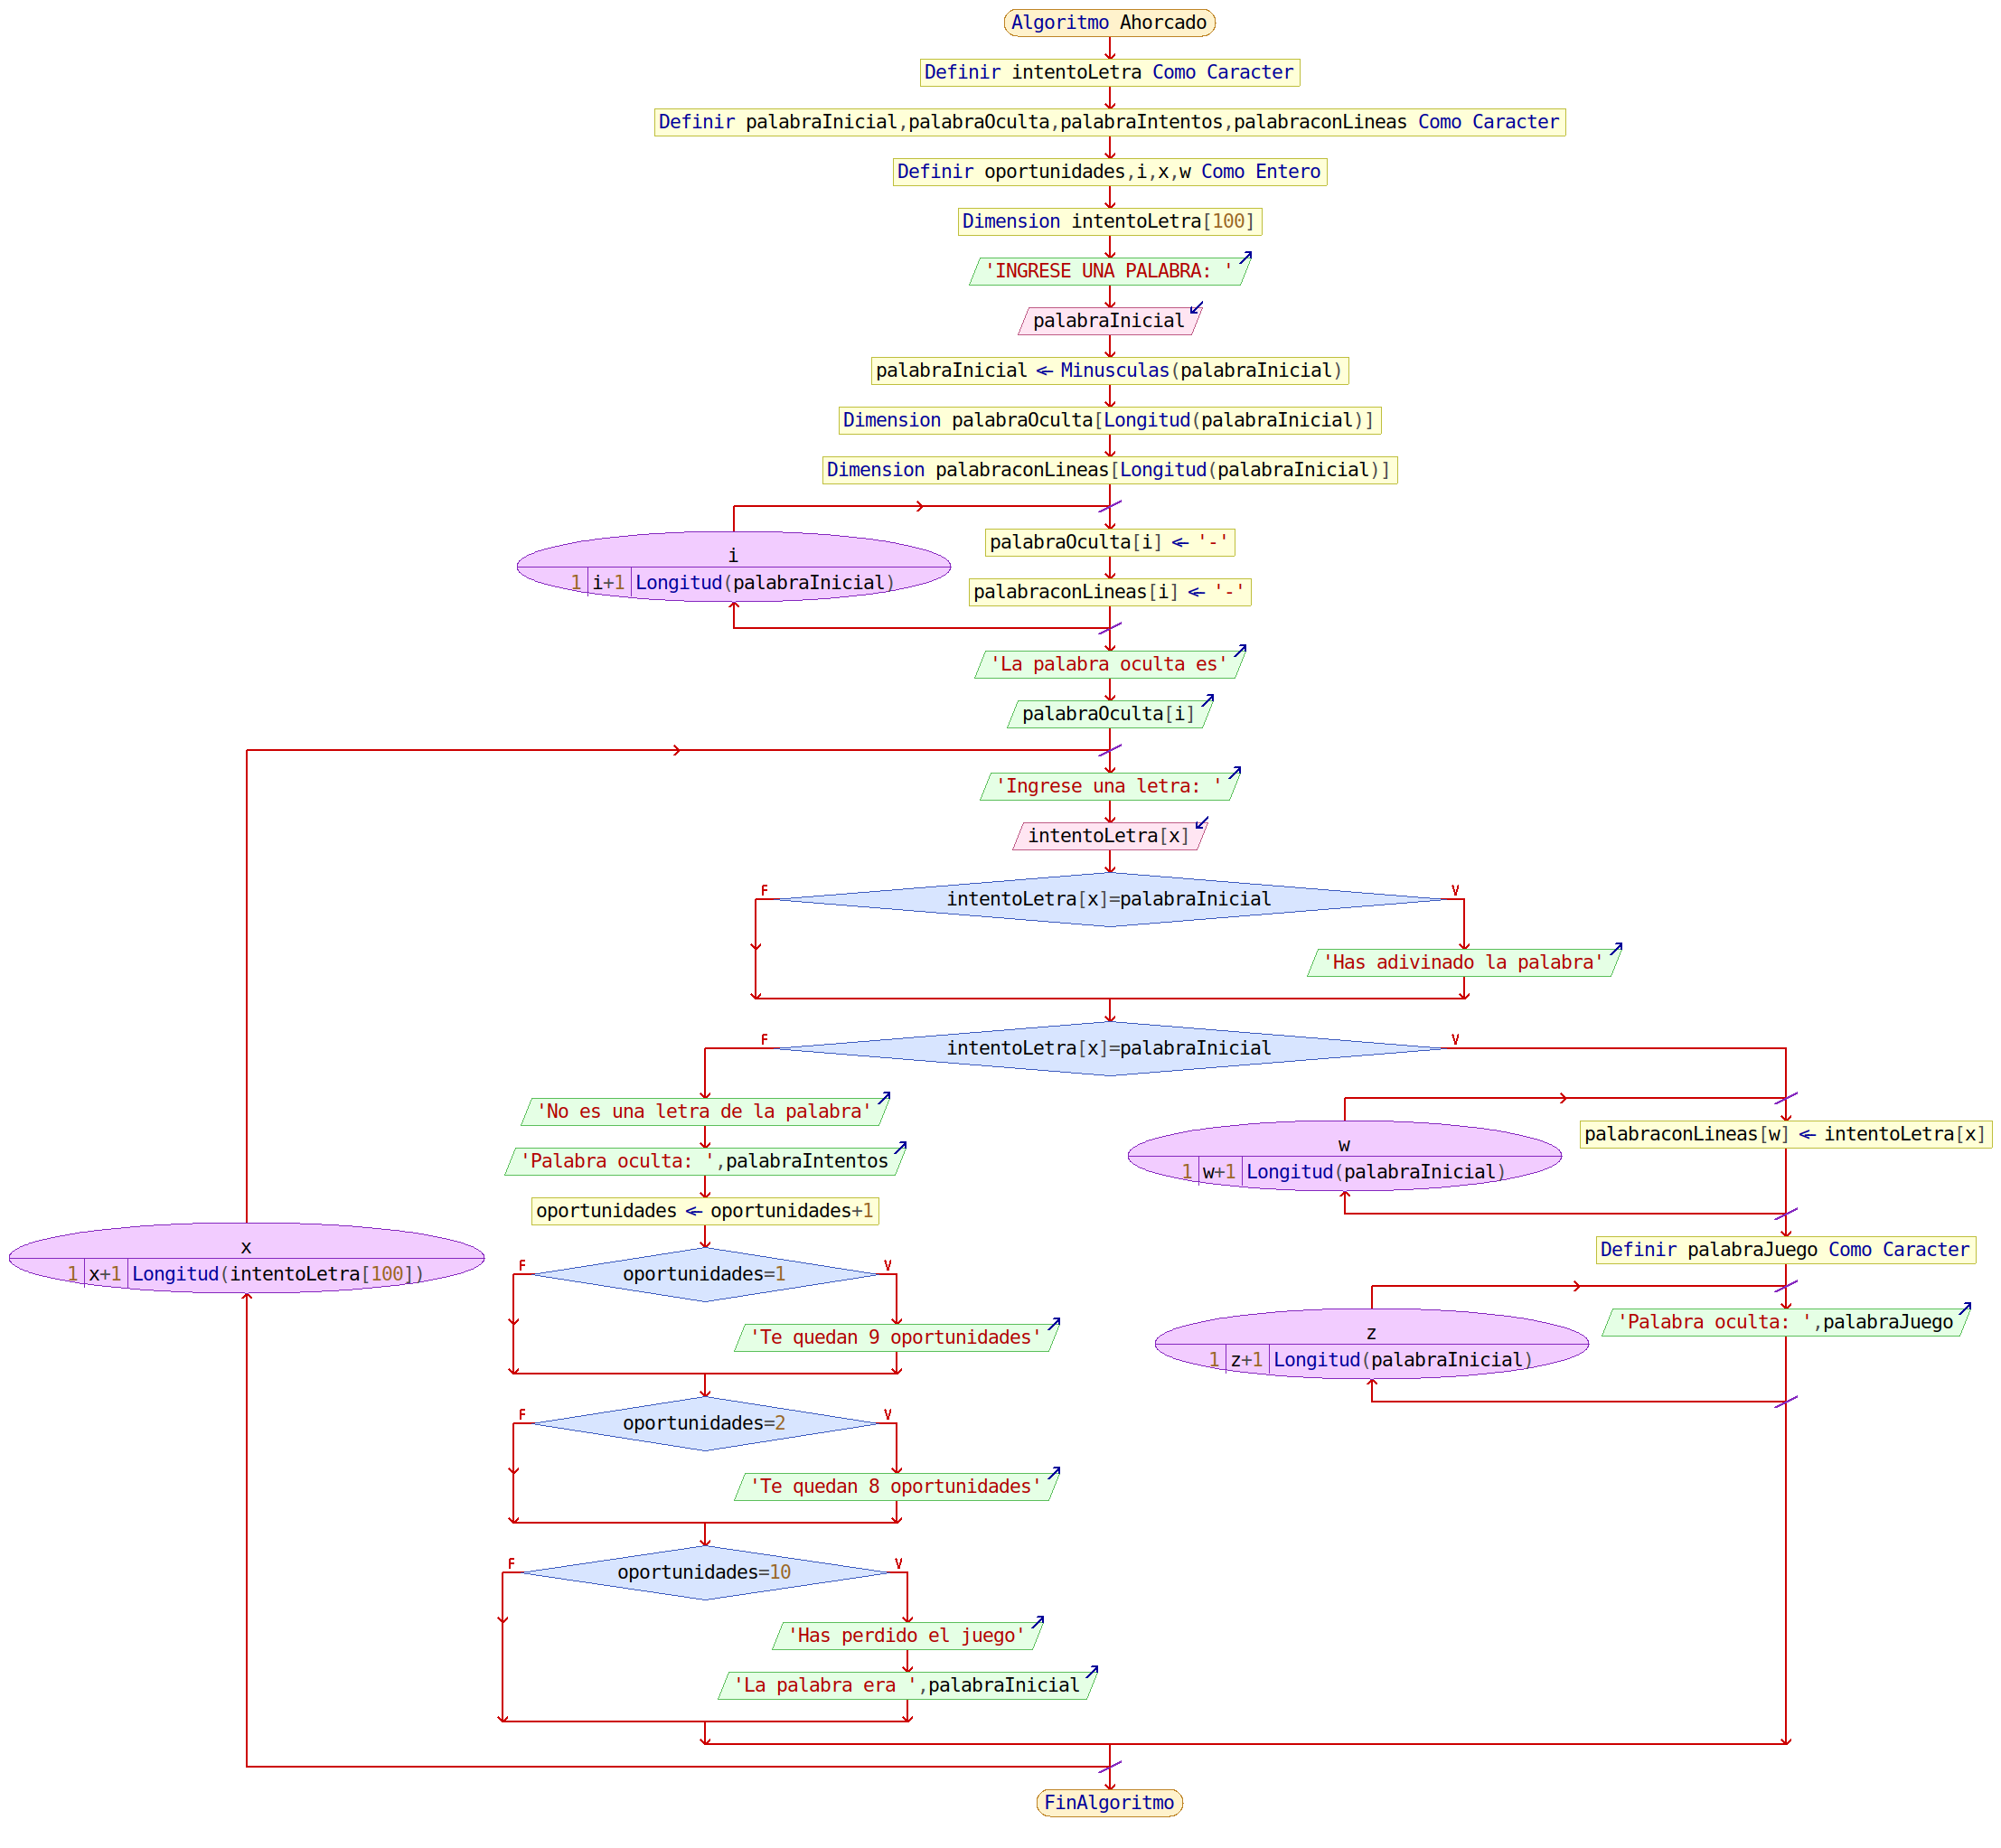 Algoritmo Ahorcado
Definir intentoLetra Como Caracter
Definir palabraInicial,palabraOculta,palabraIntentos,palabraconLineas Como Caracter
Definir oportunidades,i,x,w Como Entero
Dimension intentoLetra[100]
'INGRESE UNA PALABRA: '
palabraInicial
palabraInicial ← Minusculas(palabraInicial)
Dimension palabraOculta[Longitud(palabraInicial)]
Dimension palabraconLineas[Longitud(palabraInicial)]
i
1 i+1 Longitud(palabraInicial)
palabraOculta[i] ← '-'
palabraconLineas[i] ← '-'
'La palabra oculta es'
palabraOculta[i]
x
1 x+1 Longitud(intentoLetra[100])
'Ingrese una letra: '
intentoLetra[x]
F
intentoLetra[x]=palabraInicial
V
'Has adivinado la palabra'
F
intentoLetra[x]=palabraInicial
V
'No es una letra de la palabra'
'Palabra oculta: ',palabraIntentos
oportunidades ← oportunidades+1
F
oportunidades=1
V
'Te quedan 9 oportunidades'
F
oportunidades=2
V
'Te quedan 8 oportunidades'
F
oportunidades=10
V
'Has perdido el juego'
'La palabra era ',palabraInicial
w
1 w+1 Longitud(palabraInicial)
palabraconLineas[w] ← intentoLetra[x]
Definir palabraJuego Como Caracter
z
1 z+1 Longitud(palabraInicial)
'Palabra oculta: ',palabraJuego
FinAlgoritmo